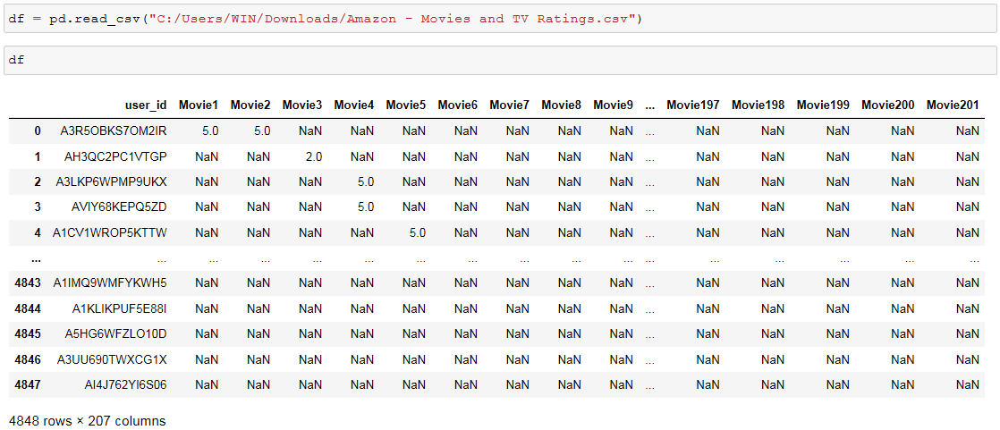 df = pd.read_csv("C:/Users/WIN/Downloads/Amazon - Movies and TV Ratings.csv")
df
user_id Movie1 Movie2 Movie3 Movie4 Movie5 Movie6 Movie7 Movie8 Movie9 ... Movie197 Movie198 Movie199 Movie200 Movie201
0 A3R5OBKS7OM2IR 5.0 5.0 NaN NaN NaN NaN NaN NaN NaN ... NaN NaN NaN NaN NaN
1 AH3QC2PC1VTGP NaN NaN 2.0 NaN NaN NaN NaN NaN NaN ... NaN NaN NaN NaN NaN
2 A3LKP6WPMP9UKX NaN NaN NaN 5.0 NaN NaN NaN NaN NaN ... NaN NaN NaN NaN NaN
3 AVIY68KEPQ5ZD NaN NaN NaN 5.0 NaN NaN NaN NaN NaN ... NaN NaN NaN NaN NaN
4 A1CV1WROP5KTTW NaN NaN NaN NaN 5.0 NaN NaN NaN NaN ... NaN NaN NaN NaN NaN
... ... ... ... ... ... ... ... ... ... ... ... ... ... ... ... ...
4843 A1IMQ9WMFYKWH5 NaN NaN NaN NaN NaN NaN NaN NaN NaN ... NaN NaN NaN NaN NaN
4844 A1KLIKPUF5E88I NaN NaN NaN NaN NaN NaN NaN NaN NaN ... NaN NaN NaN NaN NaN
4845 A5HG6WFZLO10D NaN NaN NaN NaN NaN NaN NaN NaN NaN ... NaN NaN NaN NaN NaN
4846 A3UU690TWXCG1X NaN NaN NaN NaN NaN NaN NaN NaN NaN ... NaN NaN NaN NaN NaN
4847 AI4J762YI6S06 NaN NaN NaN NaN NaN NaN NaN NaN NaN ... NaN NaN NaN NaN NaN
4848 rows × 207 columns